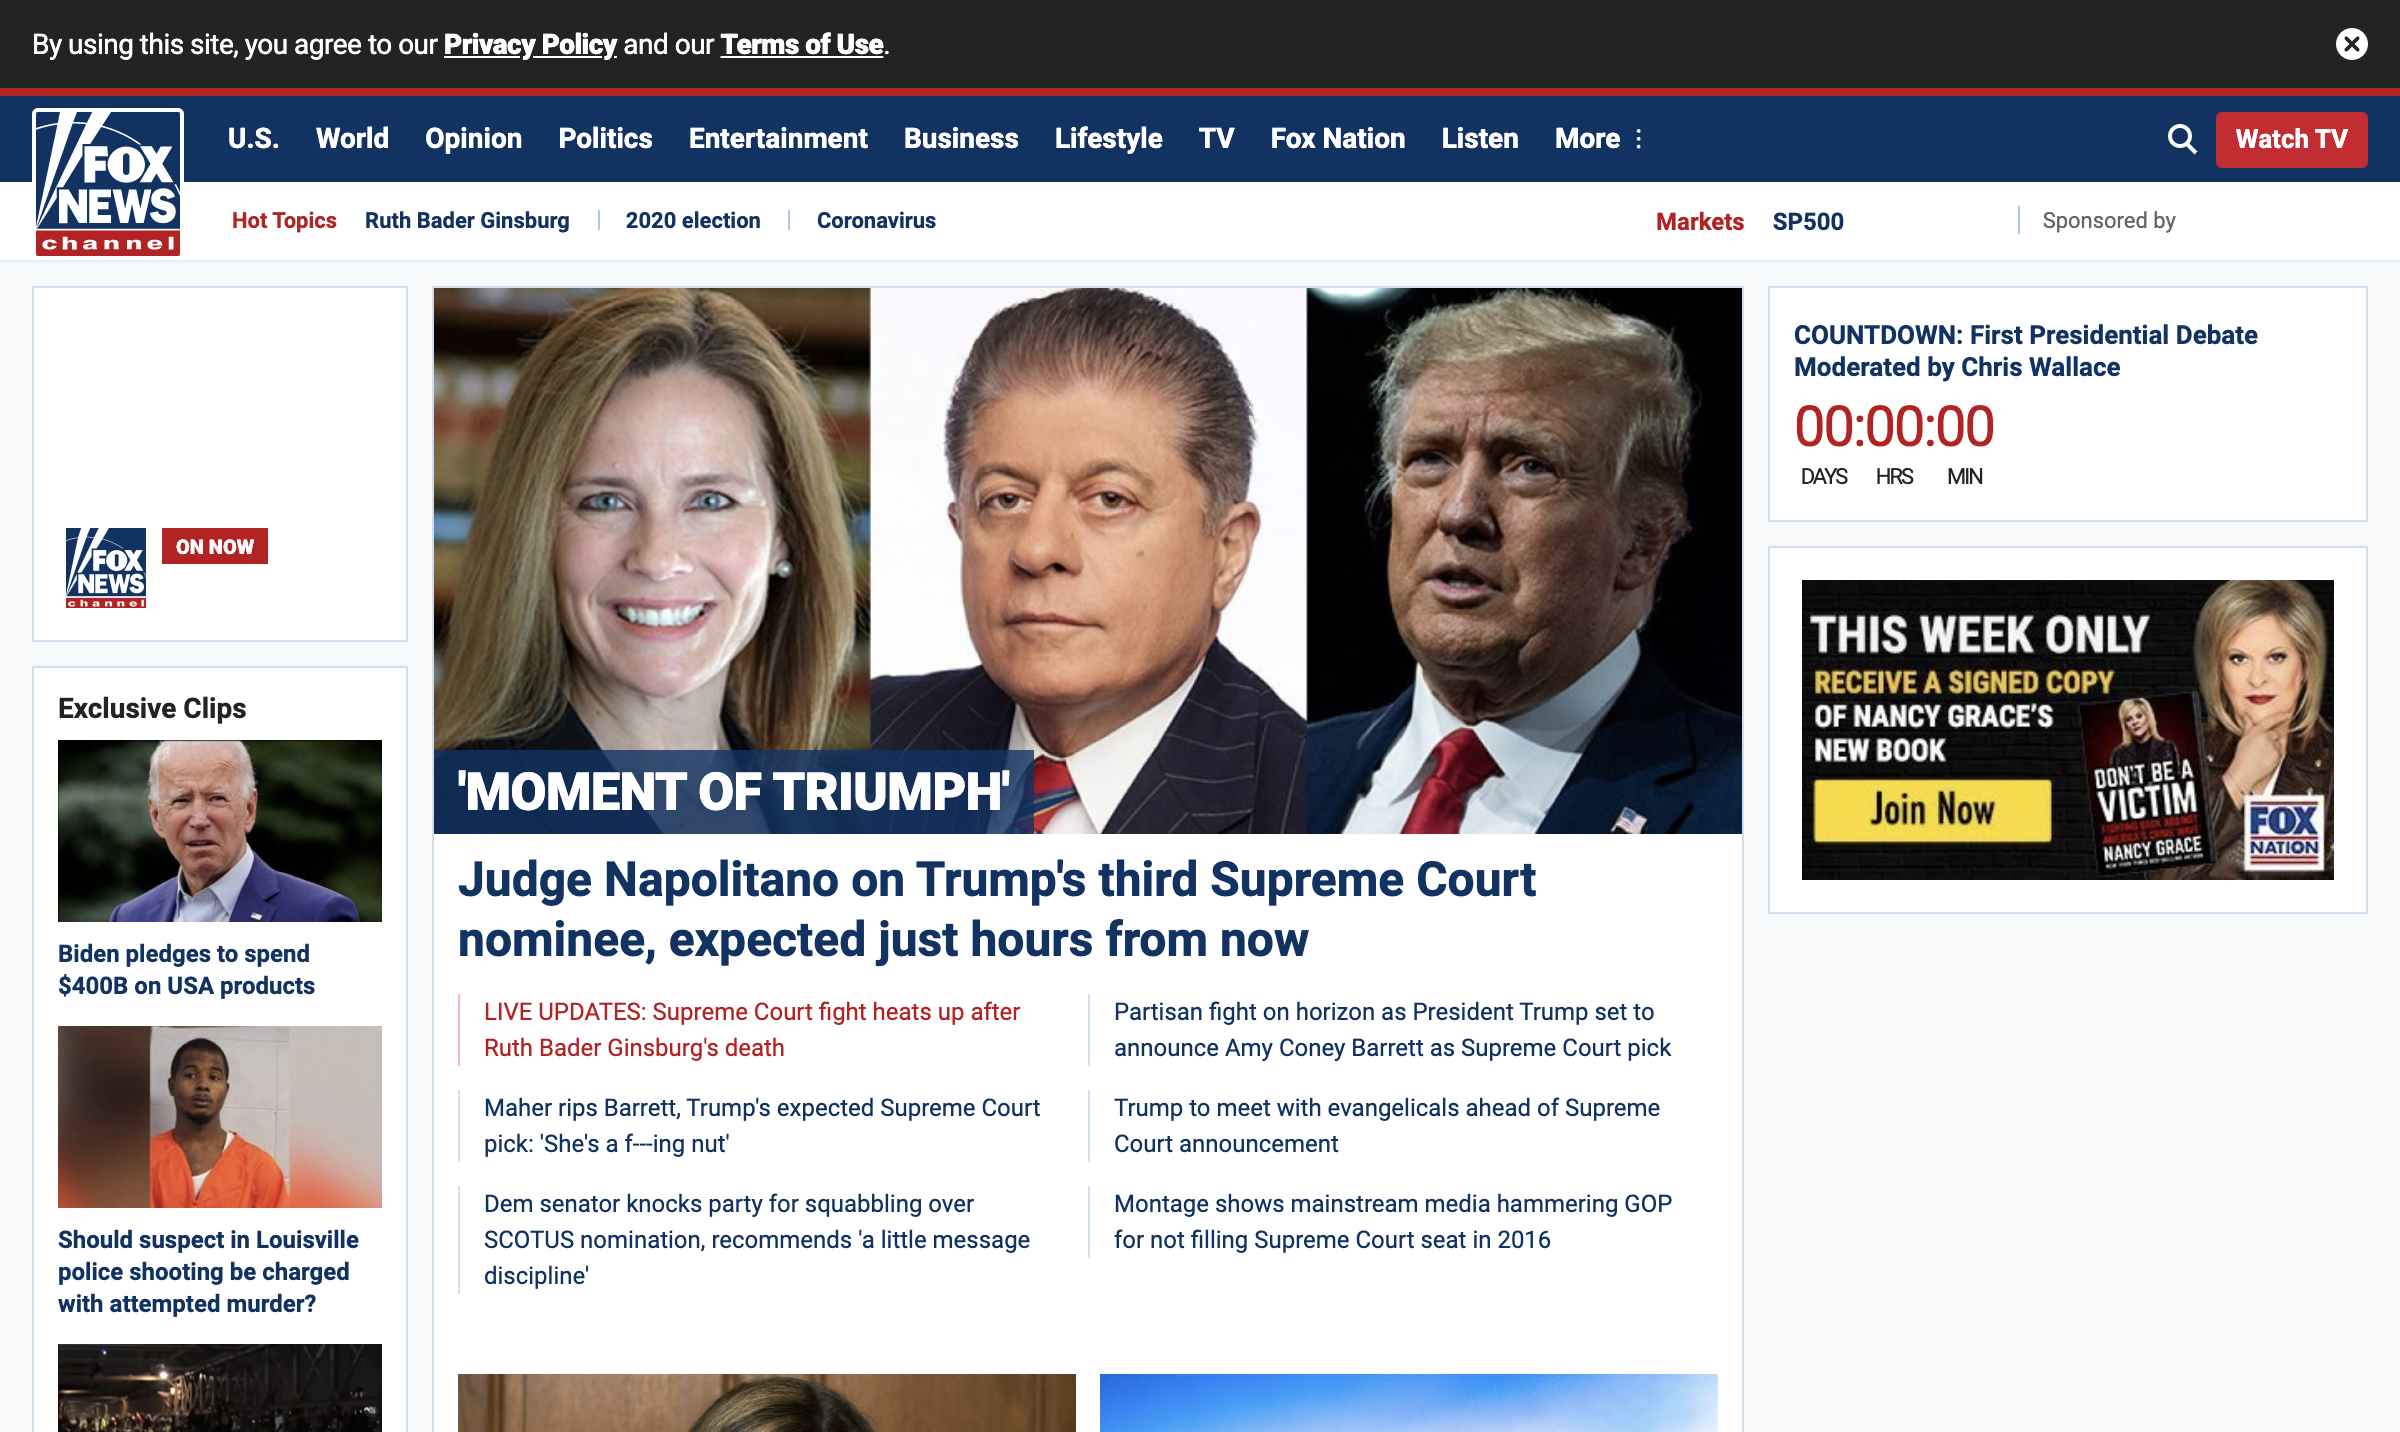 By using this site, you agree to our Privacy Policy and our Terms of Use.
FOX
NEWS
channel
U.S. World Opinion Politics Entertainment Business Lifestyle TV Fox Nation Listen More
Watch TV
Hot Topics Ruth Bader Ginsburg 2020 election Coronavirus
Markets SP500 Sponsored by
FOX
NEWS
channel
ON NOW
Exclusive Clips
Biden pledges to spend
$400B on USA products
Should suspect in Louisville
police shooting be charged
with attempted murder?
'MOMENT OF TRIUMPH'
Judge Napolitano on Trump's third Supreme Court
nominee, expected just hours from now
LIVE UPDATES: Supreme Court fight heats up after
Ruth Bader Ginsburg's death
Maher rips Barrett, Trump's expected Supreme Court
pick: 'She's a f---ing nut'
Dem senator knocks party for squabbling over
SCOTUS nomination, recommends 'a little message
discipline'
Partisan fight on horizon as President Trump set to
announce Amy Coney Barrett as Supreme Court pick
Trump to meet with evangelicals ahead of Supreme
Court announcement
Montage shows mainstream media hammering GOP
for not filling Supreme Court seat in 2016
COUNTDOWN: First Presidential Debate
Moderated by Chris Wallace
00:00:00
DAYS HRS MIN
THIS WEEK ONLY
RECEIVE A SIGNED COPY
OF NANCY GRACE'S
NEW BOOK
Join Now
DON'T BE A
VICTIM
NANCY GRACE
FOX
NATION